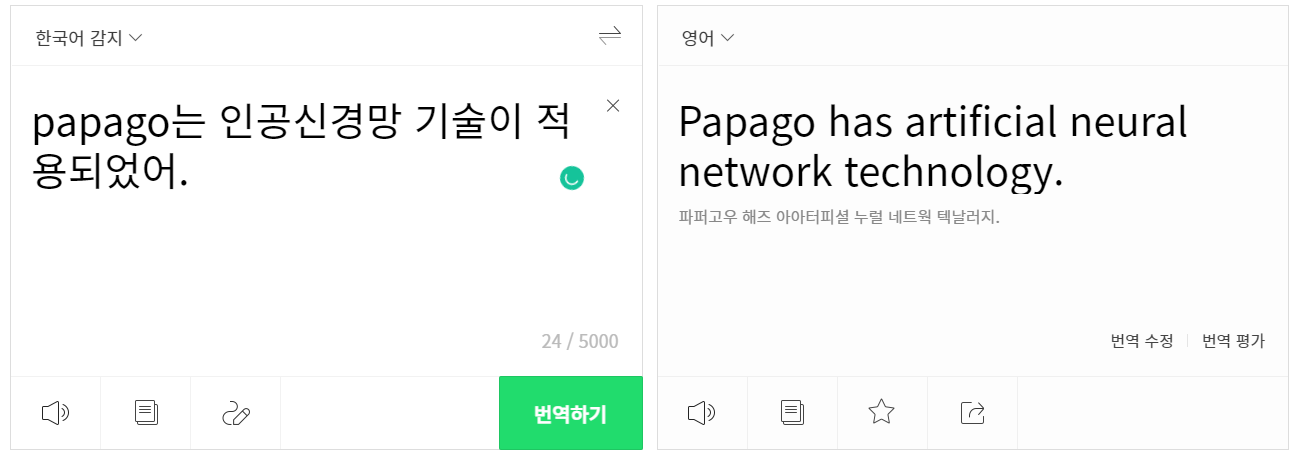 한국어 감지
papago는 인공신경망 기술이 적
용되었어.
24 / 5000
번역하기
영어
Papago has artificial neural
network technology.
파퍼고우 해즈 아아터피셜 누럴 네트웍 텍날러지.
번역 수정
번역 평가